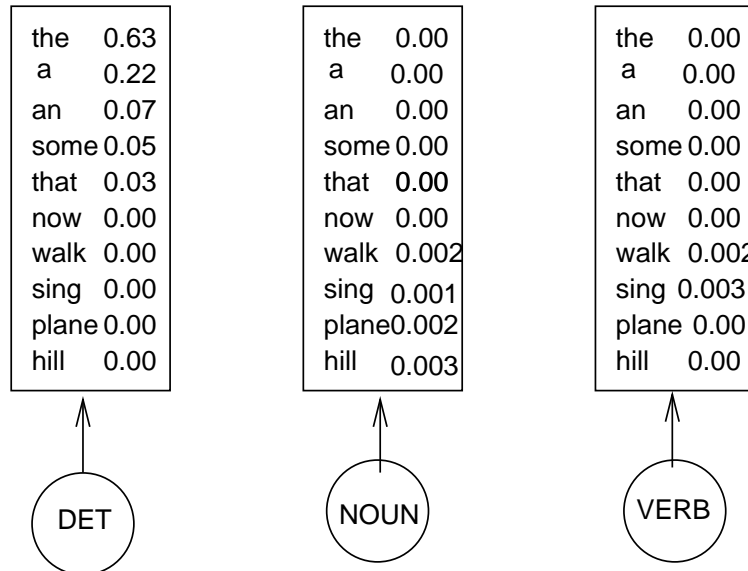 the 0.63
a 0.22
an 0.07
some 0.05
that 0.03
now 0.00
walk 0.00
sing 0.00
plane 0.00
hill 0.00
DET
the 0.00
a 0.00
an 0.00
some 0.00
that 0.00
now 0.00
walk 0.002
sing 0.001
plane 0.002
hill 0.003
NOUN
the 0.00
a 0.00
an 0.00
some 0.00
that 0.00
now 0.00
walk 0.002
sing 0.003
plane 0.00
hill 0.00
VERB